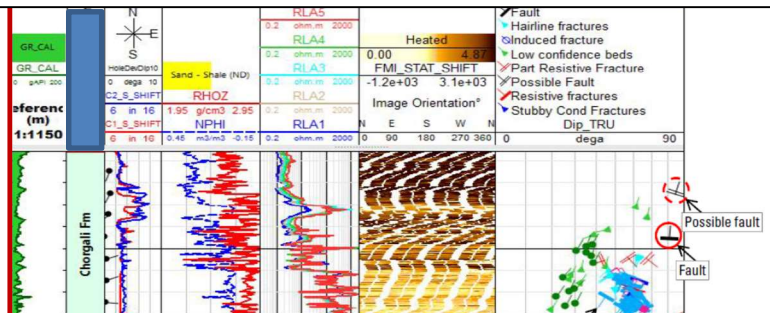 GR_CAL
GR_CAL
0 gAPI 200
eferenc
(m)
1:1150
N
E
S
HoleDevDip10
0 dega 10
C2_S_SHIFT
6 in 16
C1_S_SHIFT
6 in 16
Sand - Shale (ND)
RHOZ
1.95 g/cm3 2.95
NPHI
0.45 m3/m3 -0.15
RLA5
0.2 ohm.m 2000
RLA4
0.2 ohm.m 2000
RLA3
0.2 ohm.m 2000
RLA2
0.2 ohm.m 2000
RLA1
0.2 ohm.m 2000
Heated
0.00 4.87
FMI_STAT_SHIFT
-1.2e+03 3.1e+03
Image Orientation°
N E S W N
0 90 180 270 360
Fault
Hairline fractures
Induced fracture
Low confidence beds
Part Resistive Fracture
Possible Fault
Resistive fractures
Stubby Cond Fractures
Dip_TRU
0 dega 90
Chorgali Fm
Possible fault
Fault